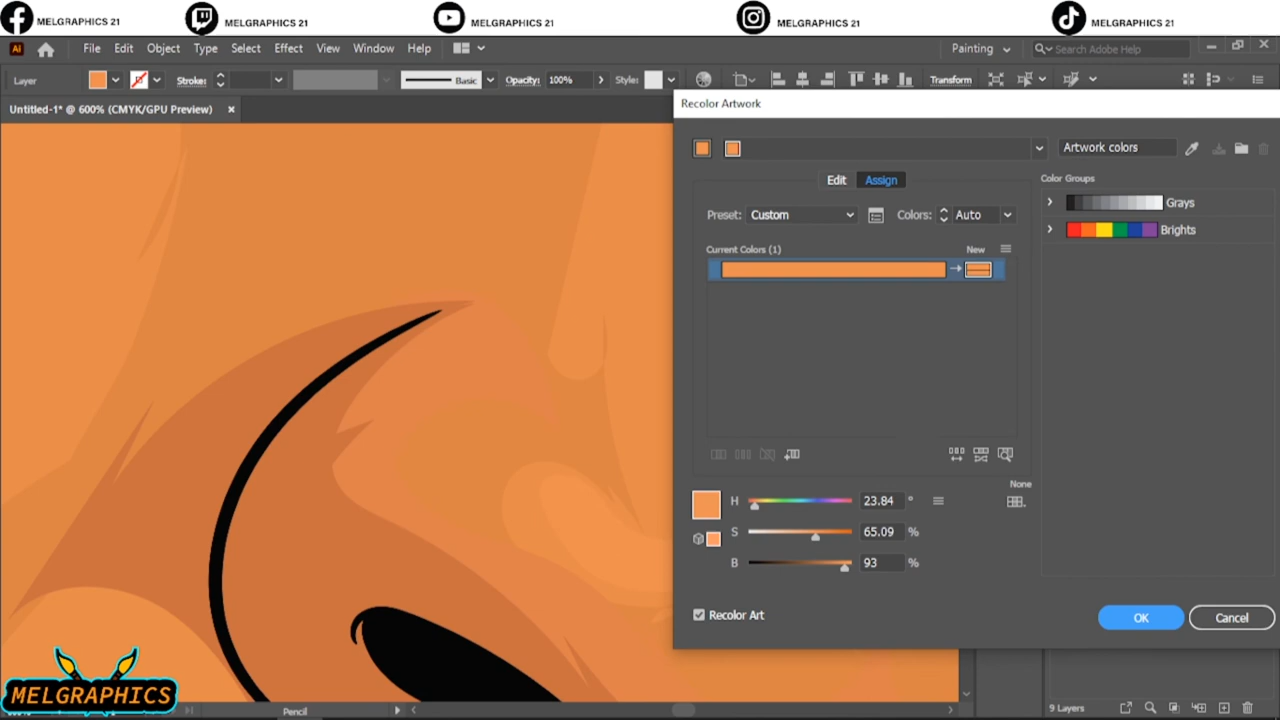 MELGRAPHICS 21
MELGRAPHICS 21
MELGRAPHICS 21
MELGRAPHICS 21
MELGRAPHICS 21
Ai File Edit Object Type Select Effect View Window Help Painting Search Adobe Help
Layer Stroke: Basic Opacity: 100% Style: Transform
Untitled-1* @ 600% (CMYK/GPU Preview) ×
Recolor Artwork
Artwork colors
Edit Assign
Color Groups
Preset: Custom Colors: Auto
Grays
Brights
Current Colors (1) New
None
H 23.84 °
S 65.09 %
B 93 %
Recolor Art
OK Cancel
MELGRAPHICS
Pencil
9 Layers